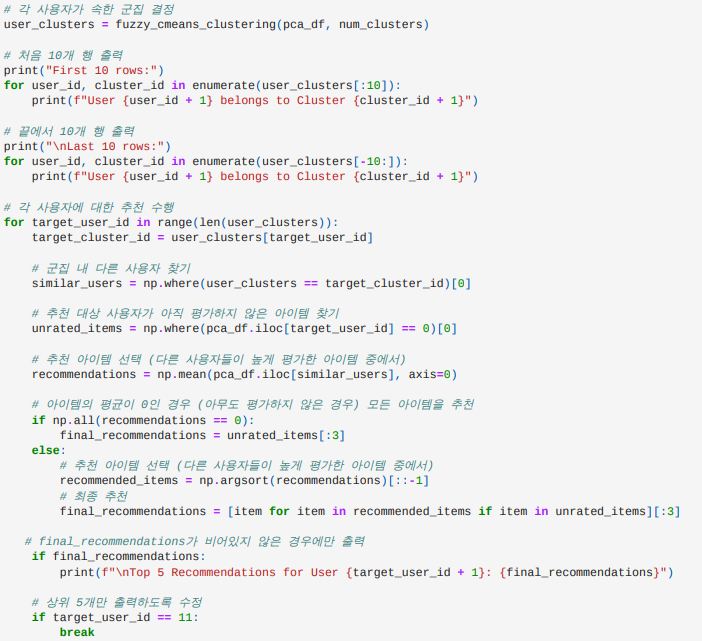 # 각 사용자가 속한 군집 결정
user_clusters = fuzzy_cmeans_clustering(pca_df, num_clusters)

# 처음 10개 행 출력
print("First 10 rows:")
for user_id, cluster_id in enumerate(user_clusters[:10]):
    print(f"User {user_id + 1} belongs to Cluster {cluster_id + 1}")

# 끝에서 10개 행 출력
print("\nLast 10 rows:")
for user_id, cluster_id in enumerate(user_clusters[-10:]):
    print(f"User {user_id + 1} belongs to Cluster {cluster_id + 1}")

# 각 사용자에 대한 추천 수행
for target_user_id in range(len(user_clusters)):
    target_cluster_id = user_clusters[target_user_id]

    # 군집 내 다른 사용자 찾기
    similar_users = np.where(user_clusters == target_cluster_id)[0]

    # 추천 대상 사용자가 아직 평가하지 않은 아이템 찾기
    unrated_items = np.where(pca_df.iloc[target_user_id] == 0)[0]

    # 추천 아이템 선택 (다른 사용자들이 높게 평가한 아이템 중에서)
    recommendations = np.mean(pca_df.iloc[similar_users], axis=0)

    # 아이템의 평균이 0인 경우 (아무도 평가하지 않은 경우) 모든 아이템을 추천
    if np.all(recommendations == 0):
        final_recommendations = unrated_items[:3]
    else:
        # 추천 아이템 선택 (다른 사용자들이 높게 평가한 아이템 중에서)
        recommended_items = np.argsort(recommendations)[::-1]
        # 최종 추천
        final_recommendations = [item for item in recommended_items if item in unrated_items][:3]

   # final_recommendations가 비어있지 않은 경우에만 출력
    if final_recommendations:
        print(f"\nTop 5 Recommendations for User {target_user_id + 1}: {final_recommendations}")

    # 상위 5개만 출력하도록 수정
    if target_user_id == 11:
        break